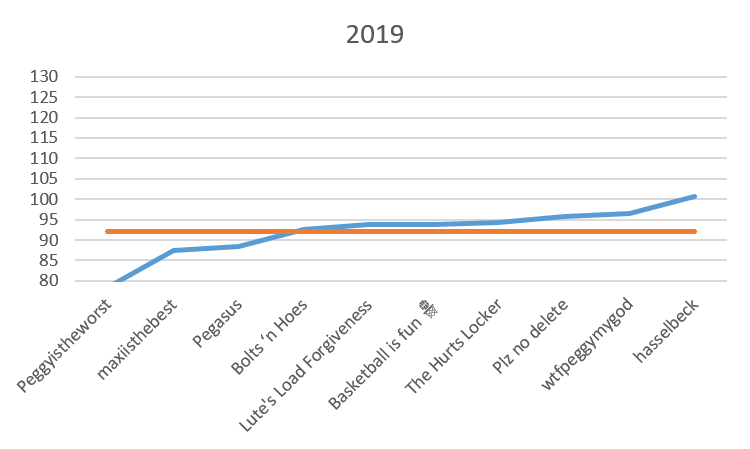 2019
130
125
120
115
110
105
100
95
90
85
80
Peggyistheworst
maxiisthebest
Pegasus
Bolts ‘n Hoes
Lute's Load Forgiveness
Basketball is fun
The Hurts Locker
Plz no delete
wtfpeggymygod
hasselbeck